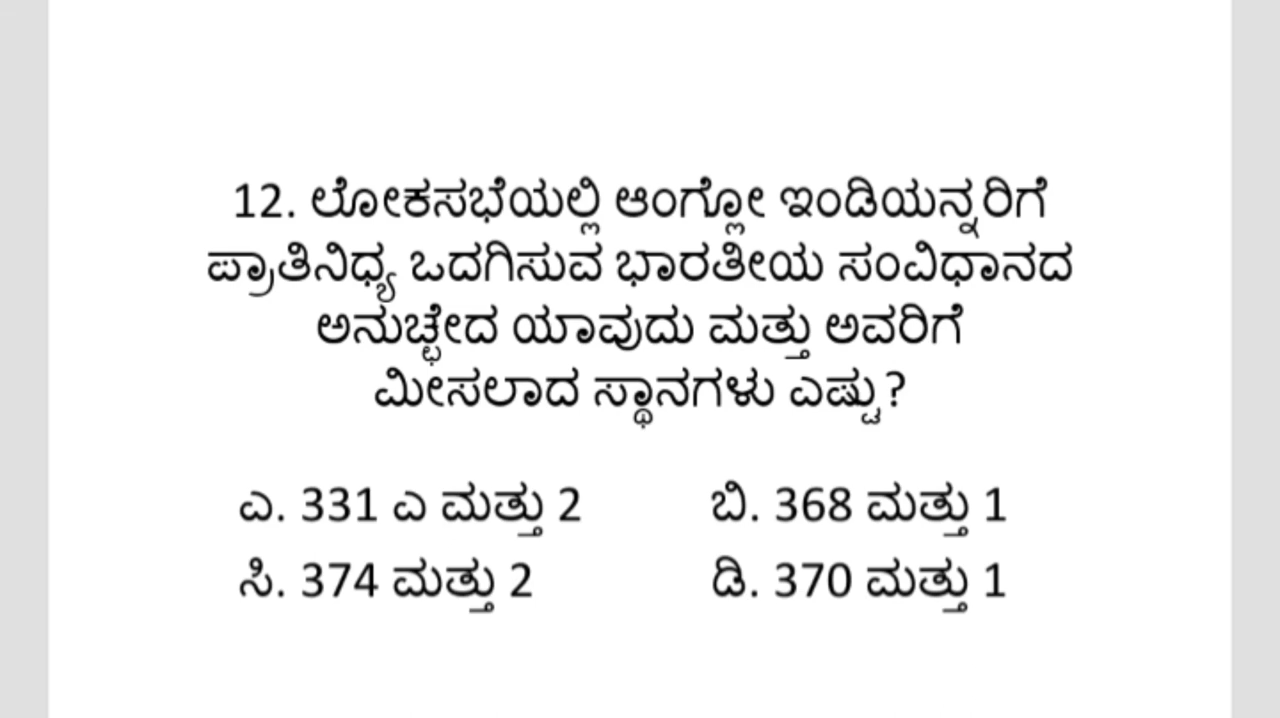 12. ಲೋಕಸಭೆಯಲ್ಲಿ ಆಂಗ್ಲೋ ಇಂಡಿಯನ್ನರಿಗೆ
ಪ್ರಾತಿನಿಧ್ಯ ಒದಗಿಸುವ ಭಾರತೀಯ ಸಂವಿಧಾನದ
ಅನುಚ್ಛೇದ ಯಾವುದು ಮತ್ತು ಅವರಿಗೆ
ಮೀಸಲಾದ ಸ್ಥಾನಗಳು ಎಷ್ಟು?
ಎ. 331 ಎ ಮತ್ತು 2 ಬಿ. 368 ಮತ್ತು 1
ಸಿ. 374 ಮತ್ತು 2 ಡಿ. 370 ಮತ್ತು 1